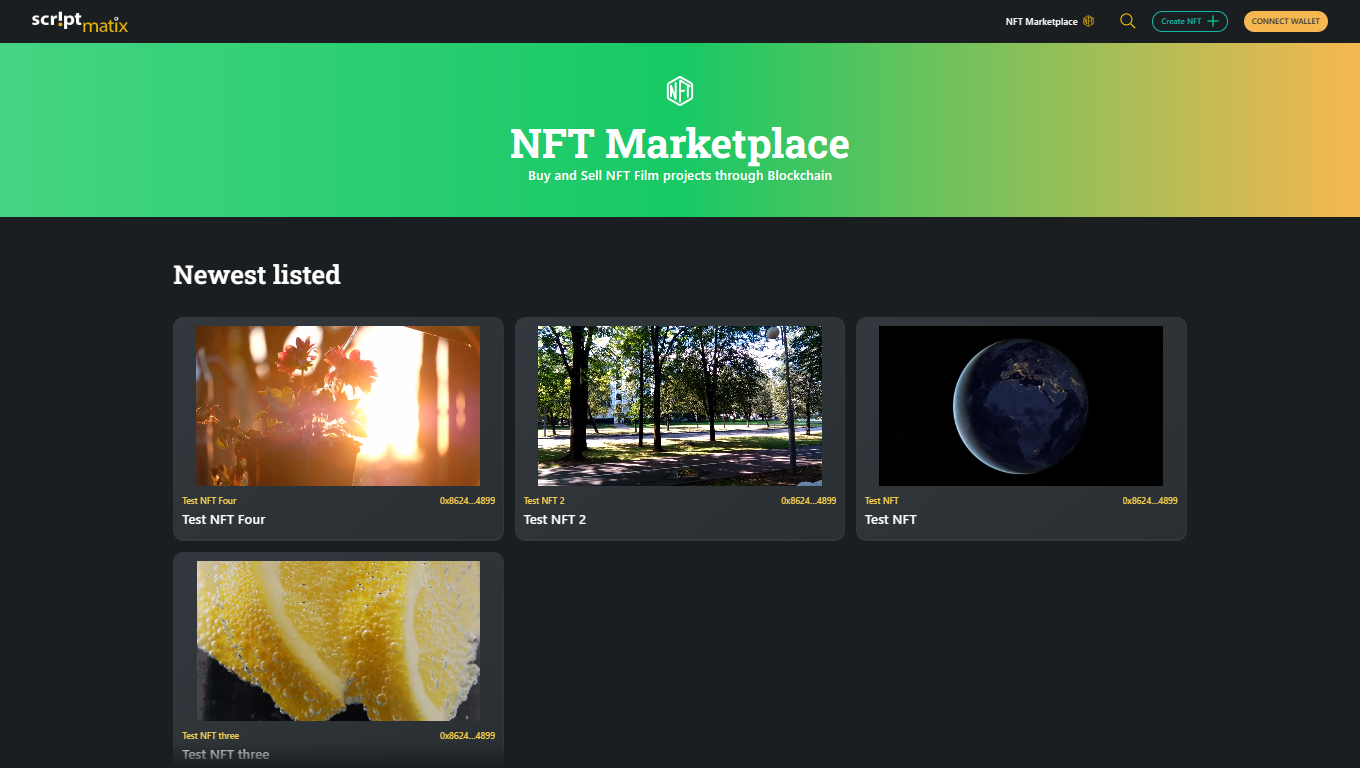 scr!pt matix
NFT Marketplace
Create NFT
CONNECT WALLET
NFT
NFT Marketplace
Buy and Sell NFT Film projects through Blockchain
Newest listed
Test NFT Four 0x8624...4899
Test NFT Four
Test NFT 2 0x8624...4899
Test NFT 2
Test NFT 0x8624...4899
Test NFT
Test NFT three 0x8624...4899
Test NFT three